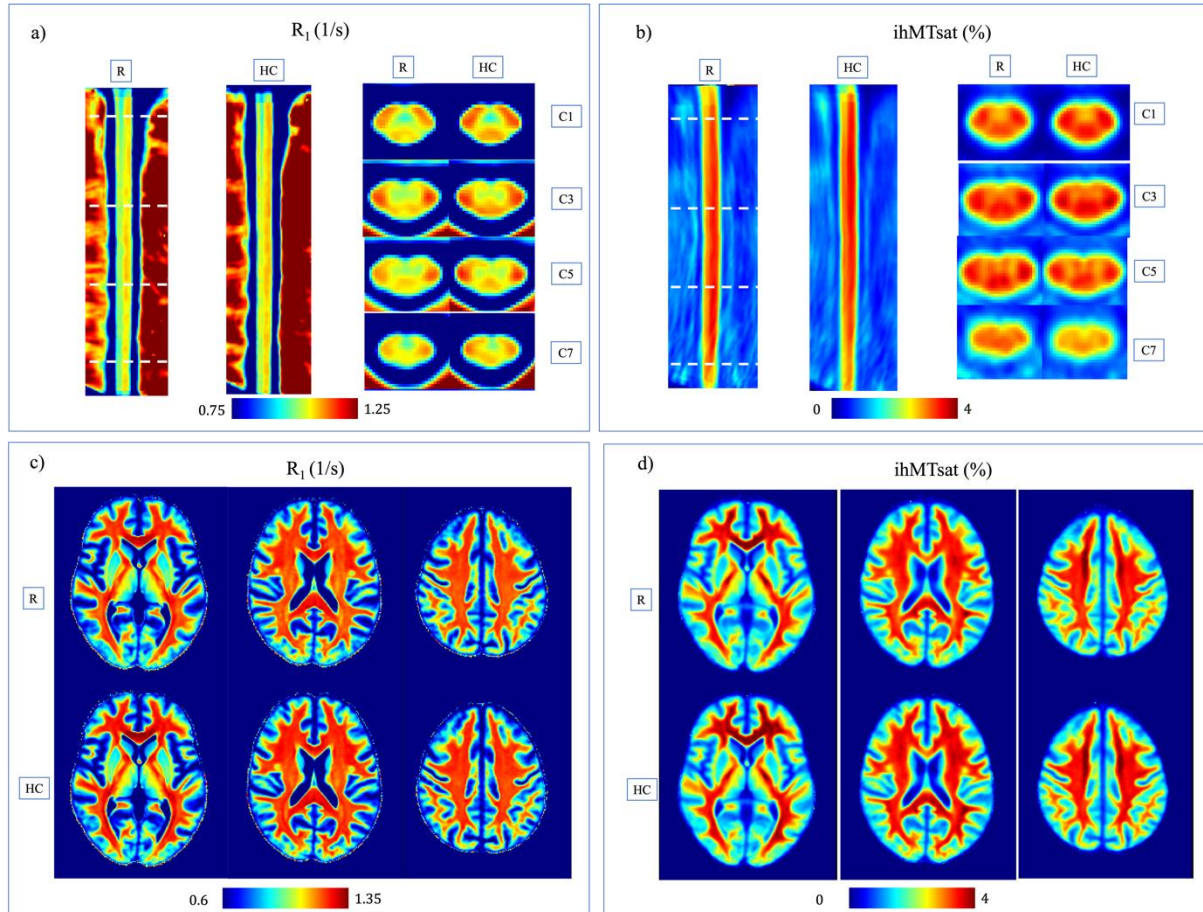 a)
R₁ (1/s)
R
HC
R
HC
C1
C3
C5
C7
0.75
1.25
b)
ihMTsat (%)
R
HC
R
HC
C1
C3
C5
C7
0
4
c)
R₁ (1/s)
R
HC
0.6
1.35
d)
ihMTsat (%)
R
HC
0
4